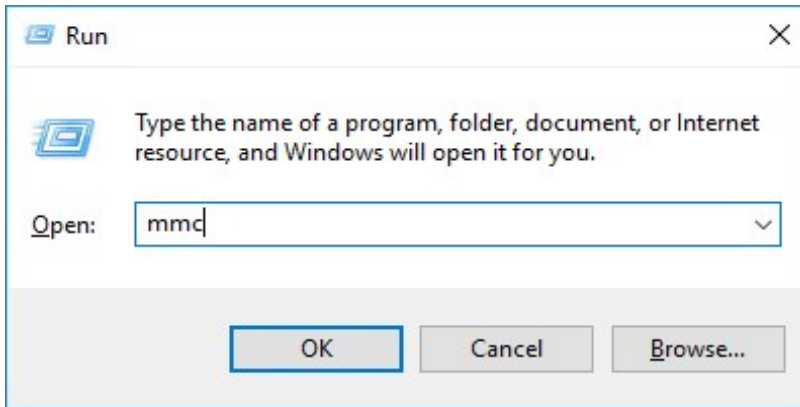 Run
Type the name of a program, folder, document, or Internet
resource, and Windows will open it for you.
Open: mmc
OK Cancel Browse...